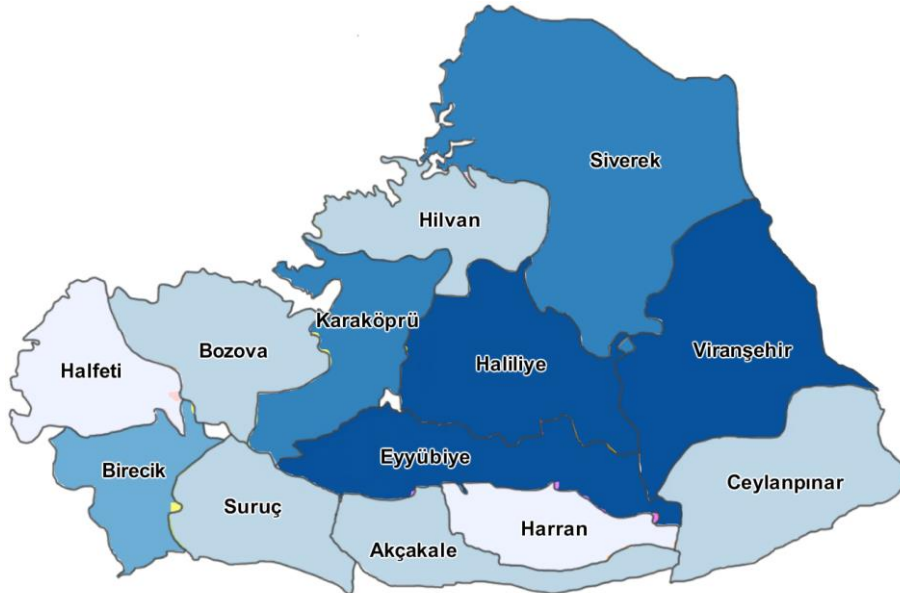 Siverek
Hilvan
Karaköprü
Bozova
Halfeti
Haliliye
Viranşehir
Eyyübiye
Birecik
Suruç
Ceylanpınar
Harran
Akçakale